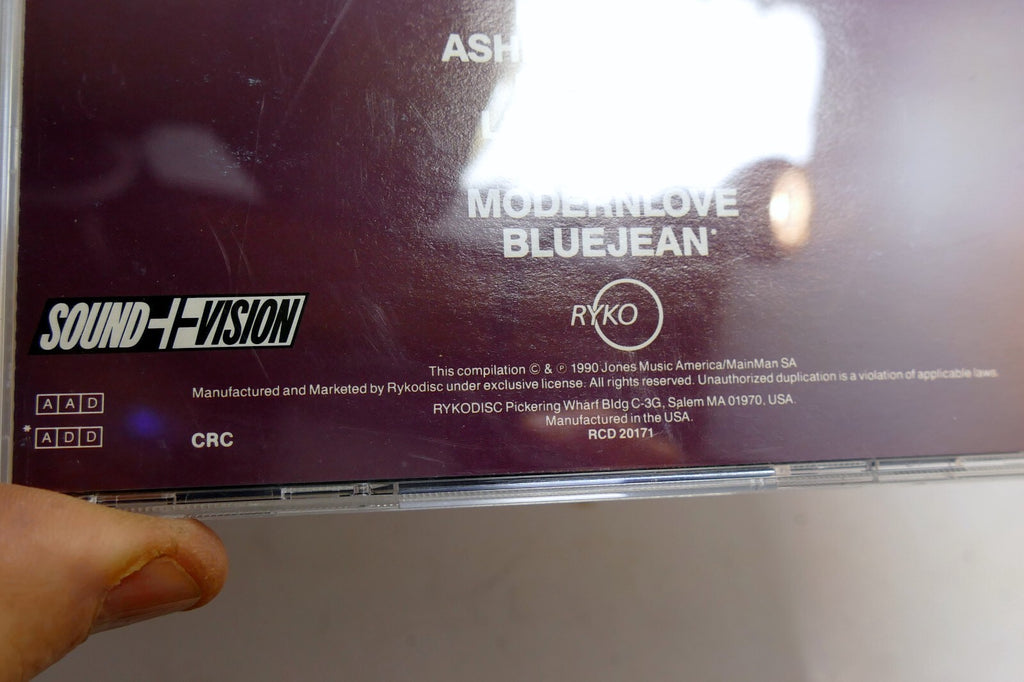 ASH
MODERNLOVE
BLUEJEAN*
SOUND+VISION
RYKO
This compilation © & ℗ 1990 Jones Music America/MainMan SA
Manufactured and Marketed by Rykodisc under exclusive license. All rights reserved. Unauthorized duplication is a violation of applicable laws.
RYKODISC Pickering Wharf Bldg C-3G, Salem MA 01970, USA.
Manufactured in the USA.
RCD 20171
AAD
*ADD
CRC